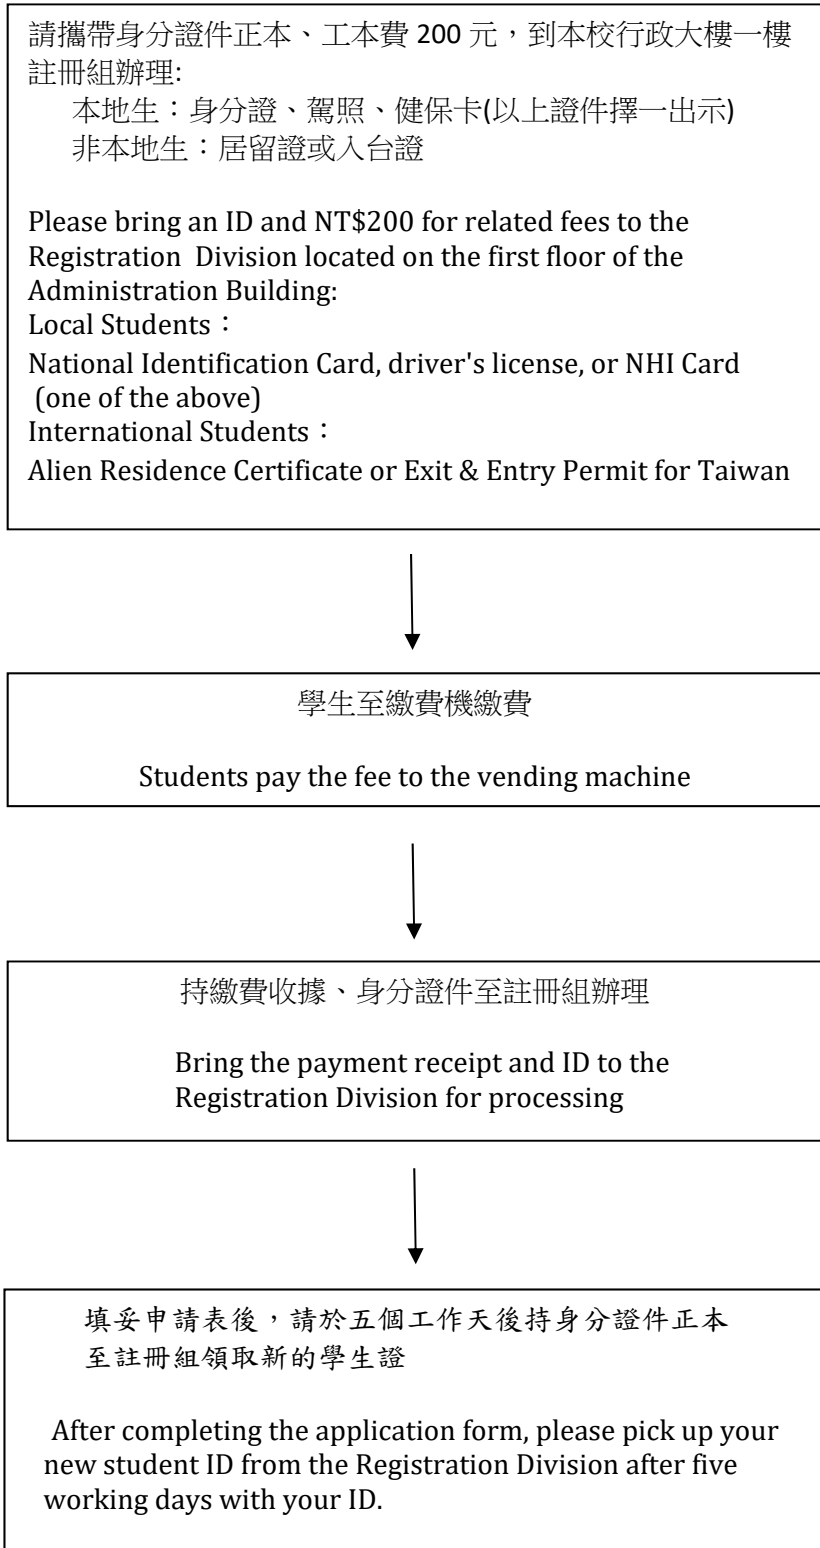 請攜帶身分證件正本、工本費 200 元，到本校行政大樓一樓
註冊組辦理:
本地生：身分證、駕照、健保卡(以上證件擇一出示)
非本地生：居留證或入台證
Please bring an ID and NT$200 for related fees to the
Registration Division located on the first floor of the
Administration Building:
Local Students：
National Identification Card, driver's license, or NHI Card
(one of the above)
International Students：
Alien Residence Certificate or Exit & Entry Permit for Taiwan
學生至繳費機繳費
Students pay the fee to the vending machine
持繳費收據、身分證件至註冊組辦理
Bring the payment receipt and ID to the
Registration Division for processing
填妥申請表後，請於五個工作天後持身分證件正本
至註冊組領取新的學生證
After completing the application form, please pick up your
new student ID from the Registration Division after five
working days with your ID.